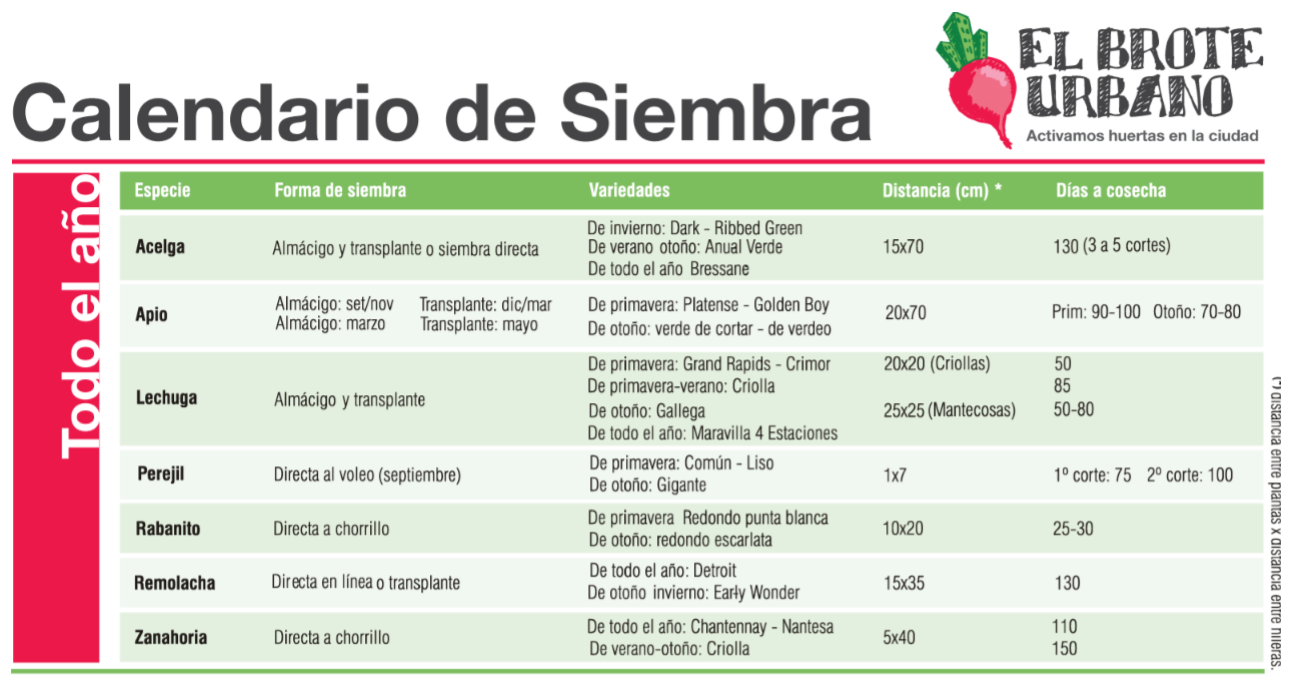 EL BROTE
URBANO
Activamos huertas en la ciudad
Calendario de Siembra
Todo el año
Especie Forma de siembra Variedades Distancia (cm) * Días a cosecha
Acelga Almácigo y transplante o siembra directa De invierno: Dark - Ribbed Green 15x70 130 (3 a 5 cortes)
De verano otoño: Anual Verde
De todo el año Bressane
Apio Almácigo: set/nov Transplante: dic/mar De primavera: Platense - Golden Boy 20x70 Prim: 90-100 Otoño: 70-80
Almácigo: marzo Transplante: mayo De otoño: verde de cortar - de verdeo
Lechuga Almácigo y transplante De primavera: Grand Rapids - Crimor 20x20 (Criollas) 50
De primavera-verano: Criolla 85
De otoño: Gallega 25x25 (Mantecosas) 50-80
De todo el año: Maravilla 4 Estaciones
Perejil Directa al voleo (septiembre) De primavera: Común - Liso 1x7 1º corte: 75 2º corte: 100
De otoño: Gigante
Rabanito Directa a chorrillo De primavera Redondo punta blanca 10x20 25-30
De otoño: redondo escarlata
Remolacha Directa en línea o transplante De todo el año: Detroit 15x35 130
De otoño invierno: Early Wonder
Zanahoria Directa a chorrillo De todo el año: Chantennay - Nantesa 5x40 110
De verano-otoño: Criolla 150
(*) distancia entre plantas x distancia entre hileras.